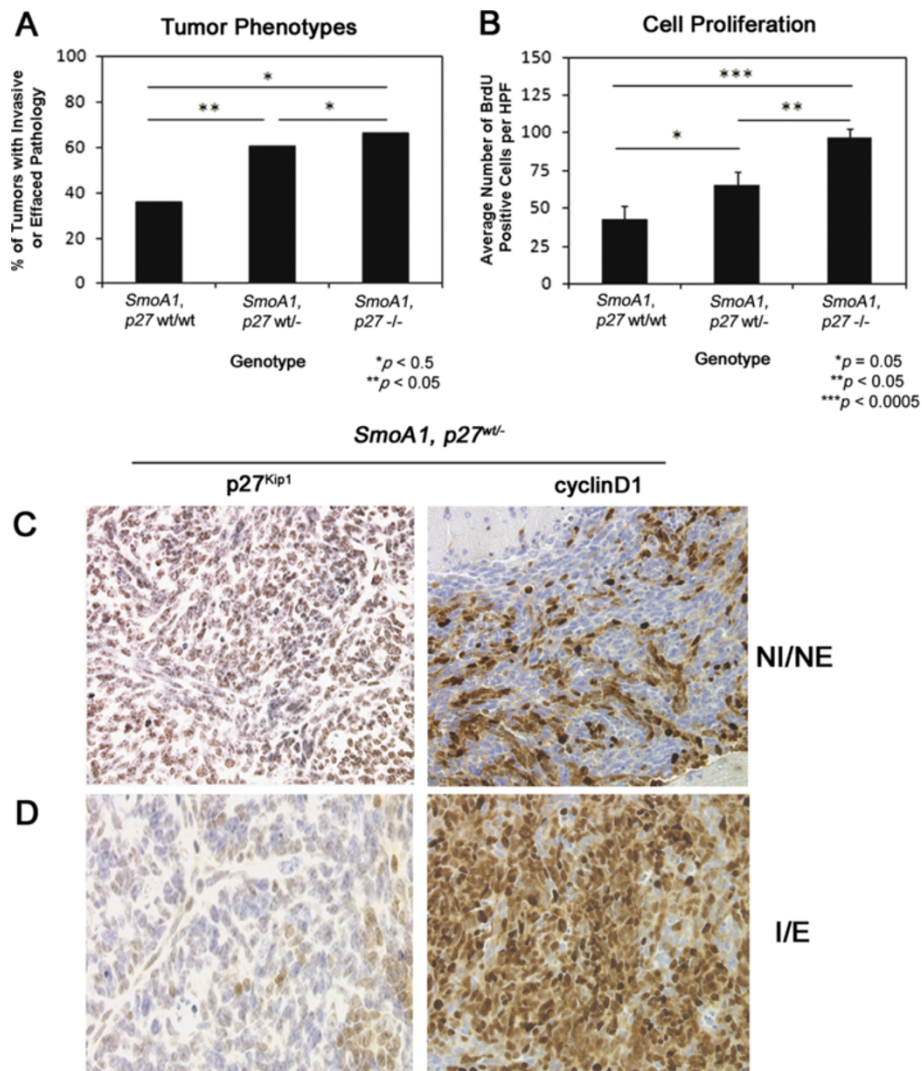 A
Tumor Phenotypes
% of Tumors with Invasive
or Effaced Pathology
100
80
60
40
20
0
*
**
*
SmoA1,
p27 wt/wt
SmoA1,
p27 wt/-
SmoA1,
p27 -/-
Genotype
*p < 0.5
**p < 0.05
B
Cell Proliferation
Average Number of BrdU
Positive Cells per HPF
150
125
100
75
50
25
0
***
*
**
SmoA1,
p27 wt/wt
SmoA1,
p27 wt/-
SmoA1,
p27 -/-
Genotype
*p = 0.05
**p < 0.05
***p < 0.0005
SmoA1, p27wt/-
p27Kip1
cyclinD1
C
NI/NE
D
I/E